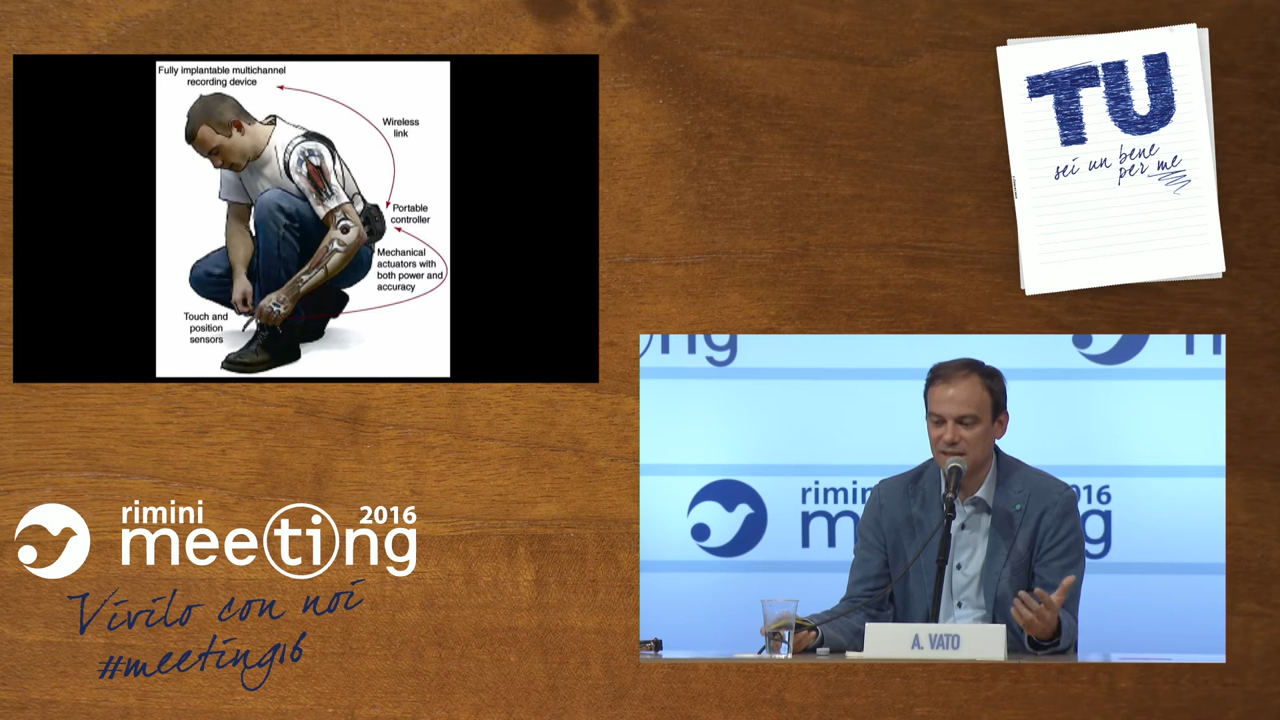 Fully implantable multichannel
recording device
Wireless
link
Portable
controller
Mechanical
actuators with
both power and
accuracy
Touch and
position
sensors
TU
sei un bene
per me
rimini
2016
meeting
Vivilo con noi
#meeting16
ng
rimini
2016
meeting
A. VATO